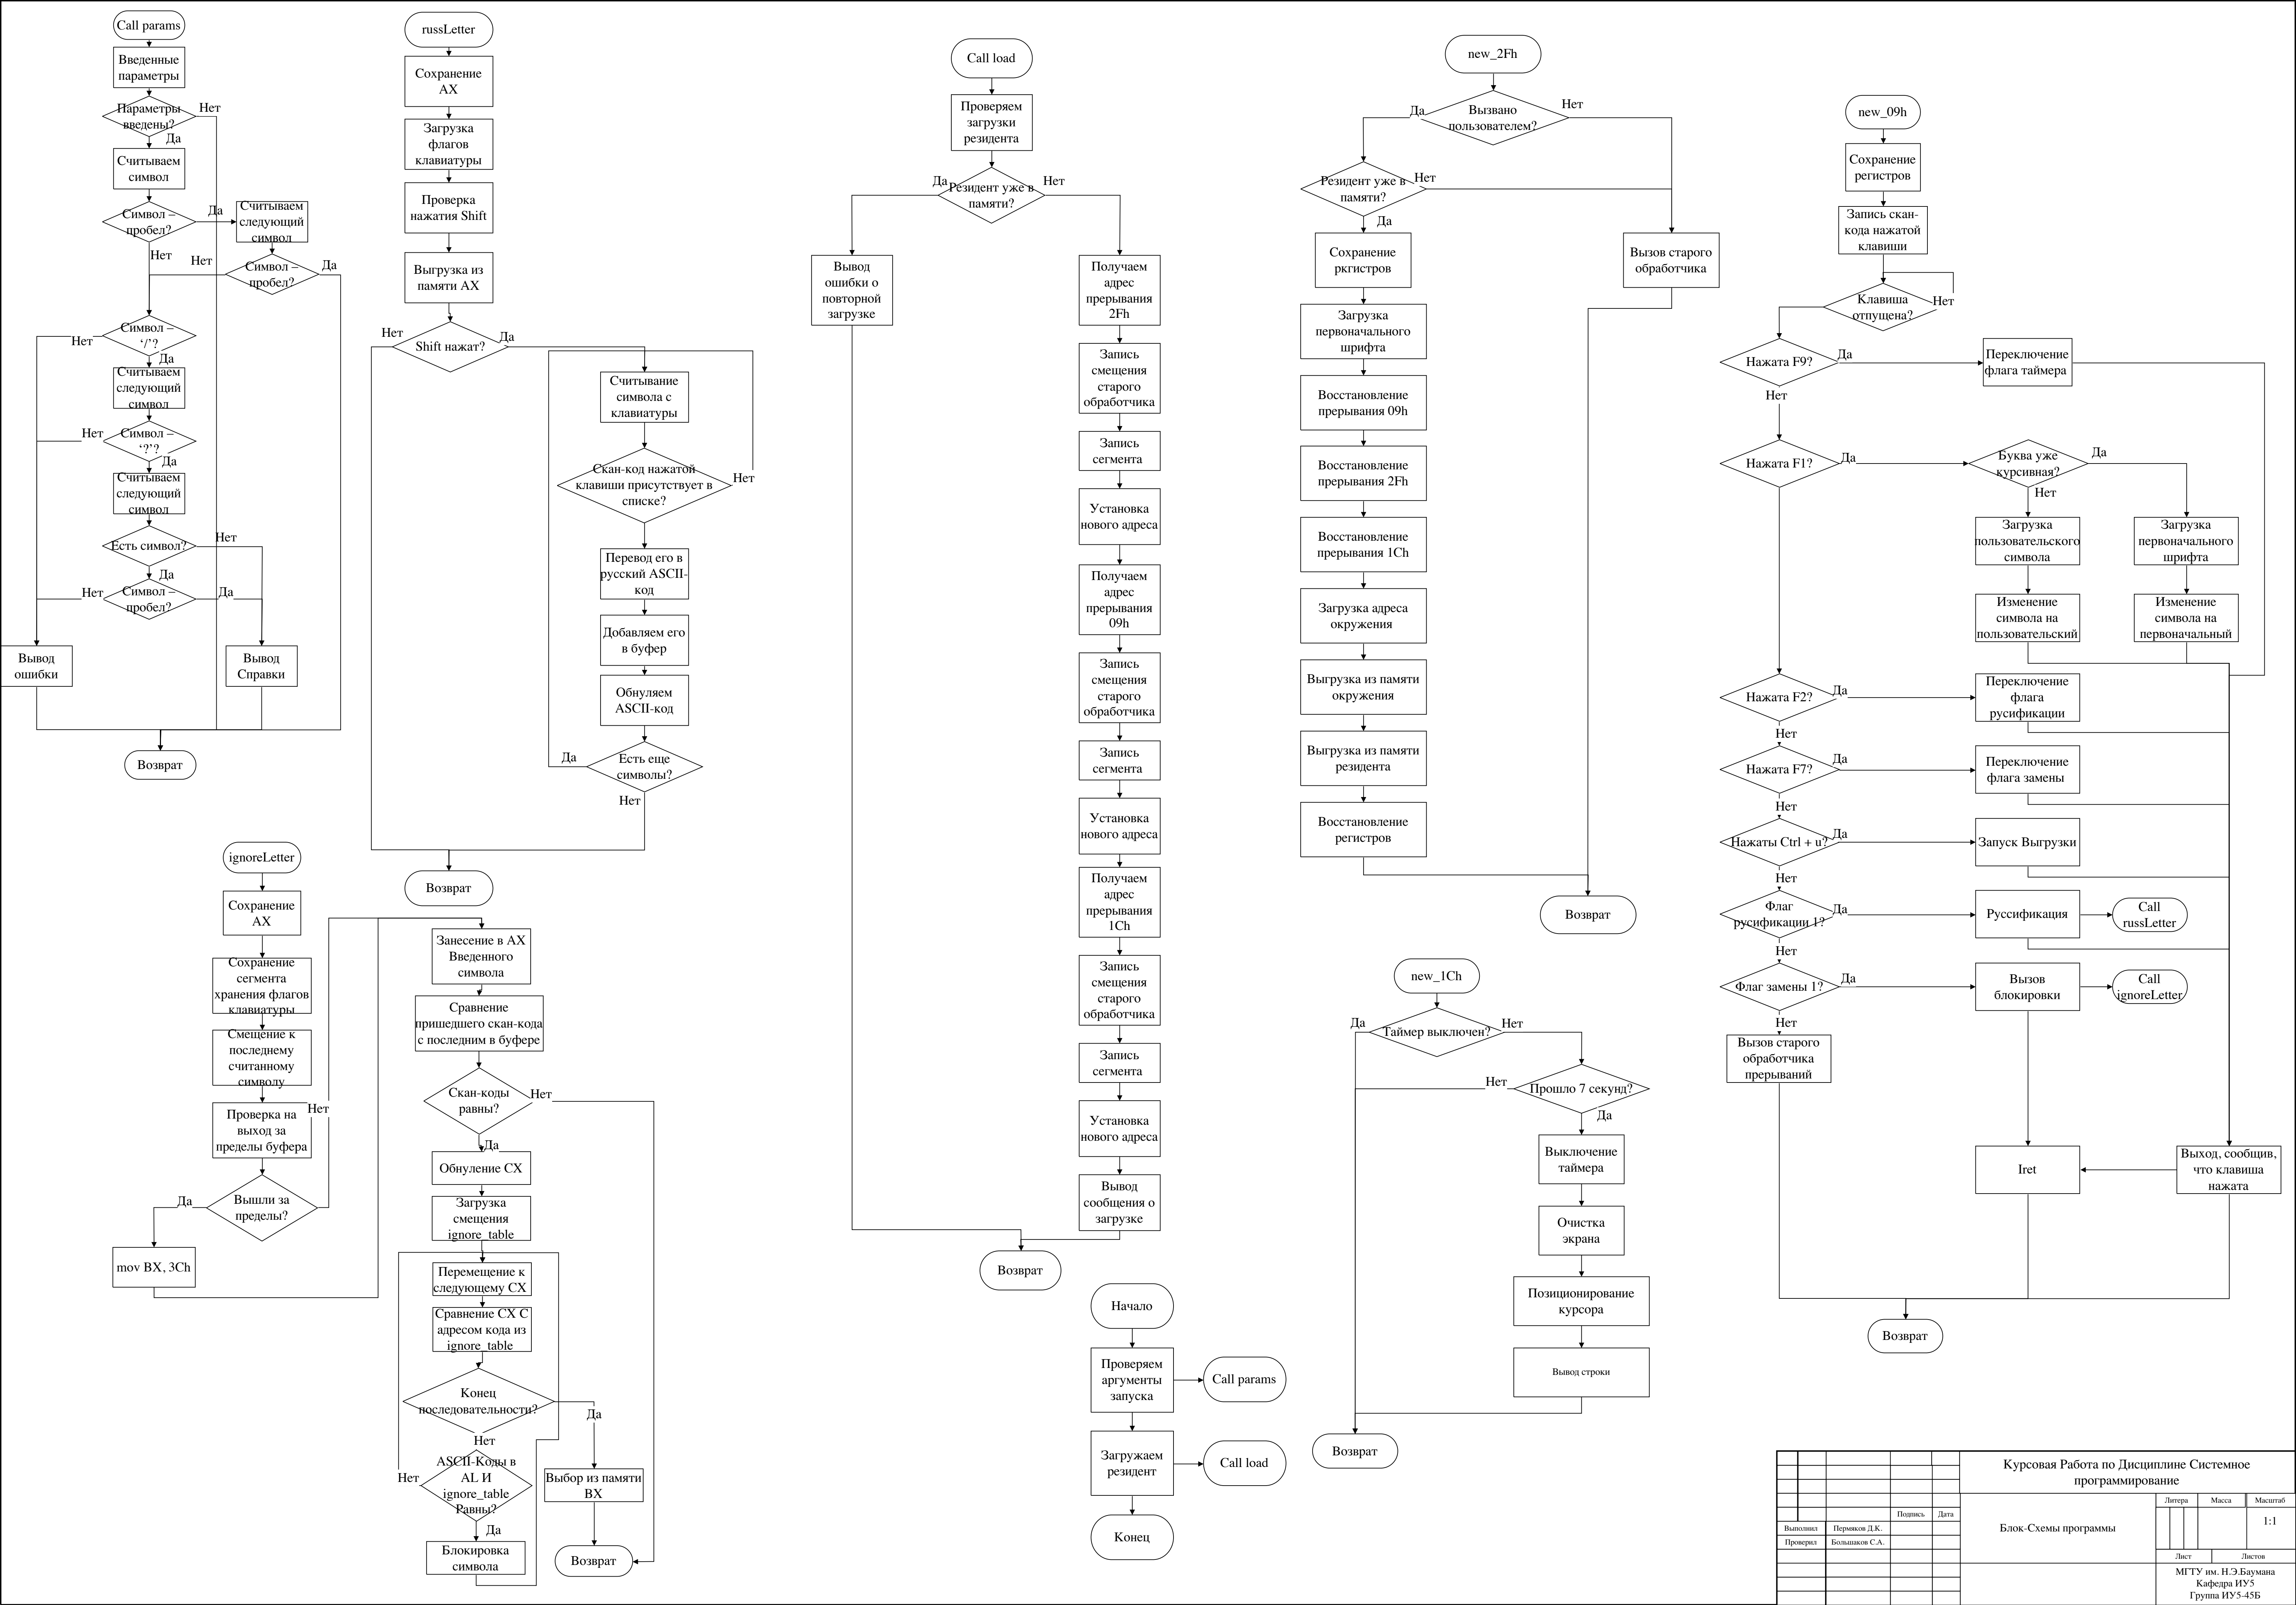 Call params
Введенные
параметры
Параметры
введены?
Нет
Да
Считываем
символ
Символ –
пробел?
Да
Считываем
следующий
символ
Нет
Нет
Символ –
пробел?
Да
Символ –
‘/’?
Нет
Да
Считываем
следующий
символ
Символ –
‘?’?
Нет
Да
Считываем
следующий
символ
Есть символ?
Нет
Да
Символ –
пробел?
Нет
Да
Вывод
ошибки
Вывод
Справки
Возврат
russLetter
Сохранение
AX
Загрузка
флагов
клавиатуры
Проверка
нажатия Shift
Выгрузка из
памяти AX
Shift нажат?
Нет
Да
Считывание
символа с
клавиатуры
Скан-код нажатой
клавиши присутствует в
списке?
Нет
Перевод его в
русский ASCII-
код
Добавляем его
в буфер
Обнуляем
ASCII-код
Есть еще
символы?
Да
Нет
Возврат
ignoreLetter
Сохранение
AX
Сохранение
сегмента
хранения флагов
клавиатуры
Смещение к
последнему
считанному
символу
Проверка на
выход за
пределы буфера
Нет
Вышли за
пределы?
Да
mov BX, 3Ch
Занесение в AX
Введенного
символа
Сравнение
пришедшего скан-кода
с последним в буфере
Скан-коды
равны?
Нет
Да
Обнуление CX
Загрузка
смещения
ignore_table
Перемещение к
следующему CX
Сравнение CX С
адресом кода из
ignore_table
Конец
последовательности?
Да
Нет
ASCII-Коды в
AL И
ignore_table
Равны?
Нет
Да
Выбор из памяти
BX
Блокировка
символа
Возврат
Call load
Проверяем
загрузки
резидента
Резидент уже в
памяти?
Да
Нет
Вывод
ошибки о
повторной
загрузке
Получаем
адрес
прерывания
2Fh
Запись
смещения
старого
обработчика
Запись
сегмента
Установка
нового адреса
Получаем
адрес
прерывания
09h
Запись
смещения
старого
обработчика
Запись
сегмента
Установка
нового адреса
Получаем
адрес
прерывания
1Ch
Запись
смещения
старого
обработчика
Запись
сегмента
Установка
нового адреса
Вывод
сообщения о
загрузке
Возврат
Начало
Проверяем
аргументы
запуска
Call params
Загружаем
резидент
Call load
Конец
new_2Fh
Вызвано
пользователем?
Да
Нет
Резидент уже в
памяти?
Нет
Да
Сохранение
ркгистров
Вызов старого
обработчика
Загрузка
первоначального
шрифта
Восстановление
прерывания 09h
Восстановление
прерывания 2Fh
Восстановление
прерывания 1Ch
Загрузка адреса
окружения
Выгрузка из памяти
окружения
Выгрузка из памяти
резидента
Восстановление
регистров
Возврат
new_1Ch
Таймер выключен?
Да
Нет
Прошло 7 секунд?
Нет
Да
Выключение
таймера
Очистка
экрана
Позиционирование
курсора
Вывод строки
Возврат
new_09h
Сохранение
регистров
Запись скан-
кода нажатой
клавиши
Клавиша
отпущена?
Нет
Нажата F9?
Да
Переключение
флага таймера
Нет
Нажата F1?
Да
Буква уже
курсивная?
Да
Нет
Загрузка
пользовательского
символа
Загрузка
первоначального
шрифта
Изменение
символа на
пользовательский
Изменение
символа на
первоначальный
Нажата F2?
Да
Переключение
флага
русификации
Нет
Нажата F7?
Да
Переключение
флага замены
Нет
Нажаты Ctrl + u?
Да
Запуск Выгрузки
Нет
Флаг
русификации 1?
Да
Руссификация
Call
russLetter
Нет
Флаг замены 1?
Да
Вызов
блокировки
Call
ignoreLetter
Нет
Вызов старого
обработчика
прерываний
Iret
Выход, сообщив,
что клавиша
нажата
Возврат
Курсовая Работа по Дисциплине Системное
программирование
Литера
Масса
Масштаб
Подпись
Дата
1:1
Выполнил
Пермяков Д.К.
Блок-Схемы программы
Проверил
Большаков С.А.
Лист
Листов
МГТУ им. Н.Э.Баумана
Кафедра ИУ5
Группа ИУ5-45Б